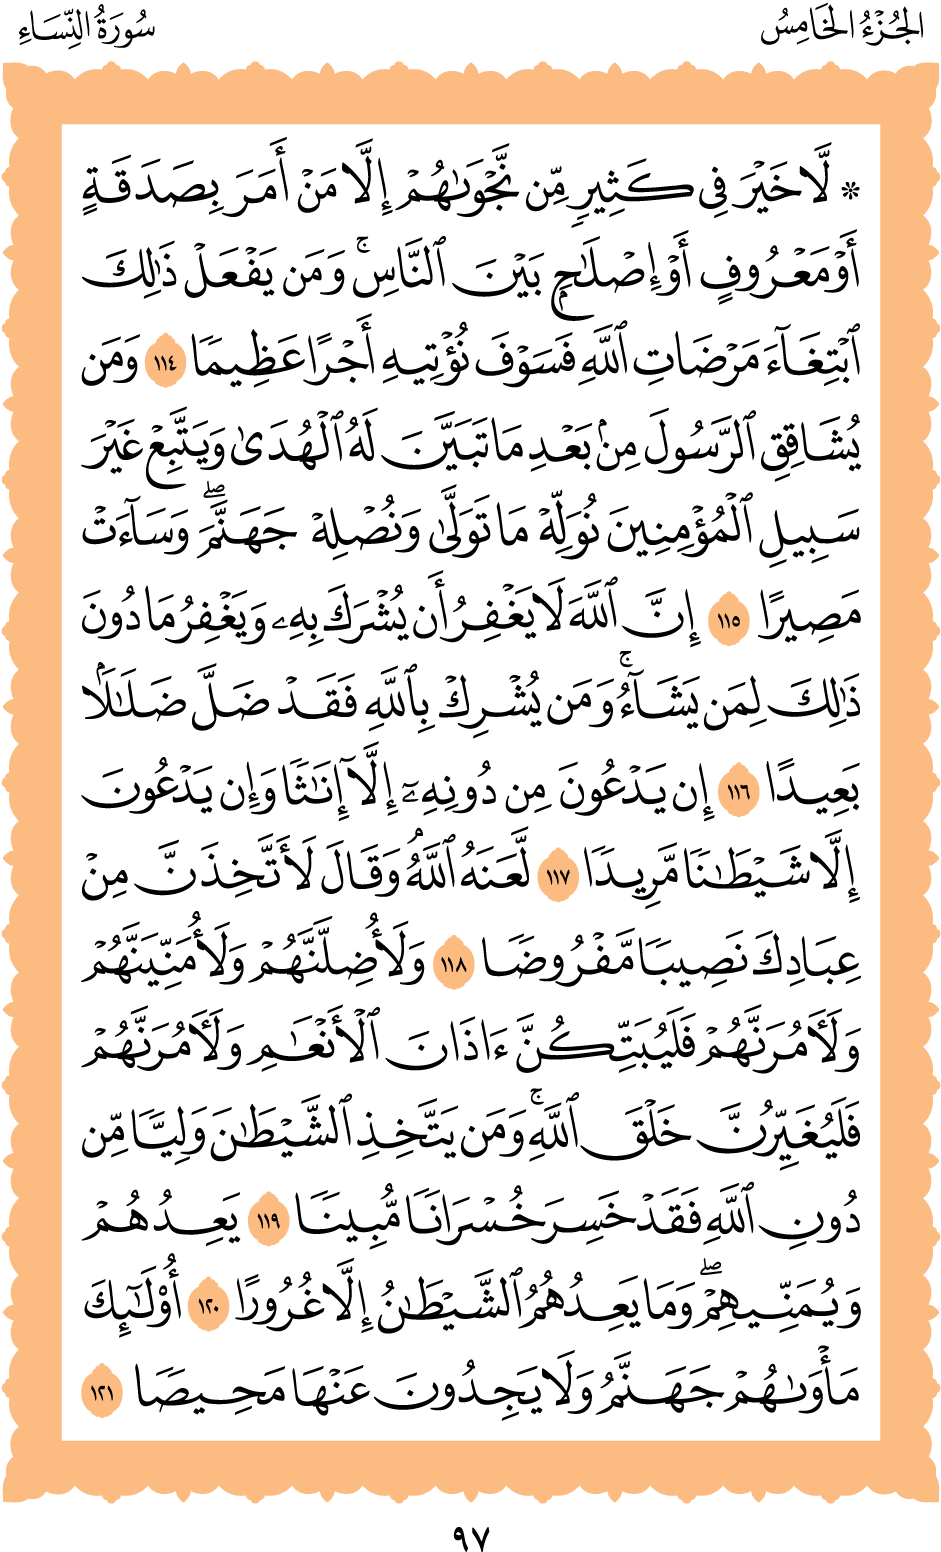 الجُزْءُ الخَامِسُ
سُورَةُ النِّسَاءِ
۞ لَّا خَيْرَ فِى كَثِيرٍ مِّن نَّجْوَىٰهُمْ إِلَّا مَنْ أَمَرَ بِصَدَقَةٍ
أَوْ مَعْرُوفٍ أَوْ إِصْلَٰحٍۭ بَيْنَ ٱلنَّاسِۚ وَمَن يَفْعَلْ ذَٰلِكَ
ٱبْتِغَآءَ مَرْضَاتِ ٱللَّهِ فَسَوْفَ نُؤْتِيهِ أَجْرًا عَظِيمًا ١١٤ وَمَن
يُشَاقِقِ ٱلرَّسُولَ مِنۢ بَعْدِ مَا تَبَيَّنَ لَهُ ٱلْهُدَىٰ وَيَتَّبِعْ غَيْرَ
سَبِيلِ ٱلْمُؤْمِنِينَ نُوَلِّهِۦ مَا تَوَلَّىٰ وَنُصْلِهِۦ جَهَنَّمَۖ وَسَآءَتْ
مَصِيرًا ١١٥ إِنَّ ٱللَّهَ لَا يَغْفِرُ أَن يُشْرَكَ بِهِۦ وَيَغْفِرُ مَا دُونَ
ذَٰلِكَ لِمَن يَشَآءُۚ وَمَن يُشْرِكْ بِٱللَّهِ فَقَدْ ضَلَّ ضَلَٰلًۢا
بَعِيدًا ١١٦ إِن يَدْعُونَ مِن دُونِهِۦٓ إِلَّآ إِنَٰثًا وَإِن يَدْعُونَ
إِلَّا شَيْطَٰنًا مَّرِيدًا ١١٧ لَّعَنَهُ ٱللَّهُۘ وَقَالَ لَأَتَّخِذَنَّ مِنْ
عِبَادِكَ نَصِيبًا مَّفْرُوضًا ١١٨ وَلَأُضِلَّنَّهُمْ وَلَأُمَنِّيَنَّهُمْ
وَلَءَامُرَنَّهُمْ فَلَيُبَتِّكُنَّ ءَاذَانَ ٱلْأَنْعَٰمِ وَلَءَامُرَنَّهُمْ
فَلَيُغَيِّرُنَّ خَلْقَ ٱللَّهِۚ وَمَن يَتَّخِذِ ٱلشَّيْطَٰنَ وَلِيًّا مِّن
دُونِ ٱللَّهِ فَقَدْ خَسِرَ خُسْرَانًا مُّبِينًا ١١٩ يَعِدُهُمْ
وَيُمَنِّيهِمْۖ وَمَا يَعِدُهُمُ ٱلشَّيْطَٰنُ إِلَّا غُرُورًا ١٢٠ أُو۟لَٰٓئِكَ
مَأْوَىٰهُمْ جَهَنَّمُ وَلَا يَجِدُونَ عَنْهَا مَحِيصًا ١٢١
٩٧